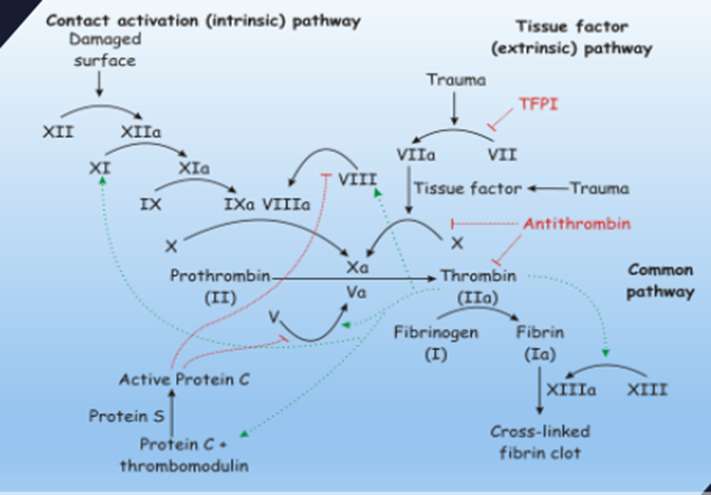 Contact activation (intrinsic) pathway
Damaged
surface
Tissue factor
(extrinsic) pathway
Trauma
TFPI
XII
XIIa
VIIa
VII
XI
XIa
VIII
Tissue factor
Trauma
IX
IXa
VIIIa
Antithrombin
X
X
Xa
Prothrombin
(II)
Thrombin
(IIa)
Common
pathway
Va
V
Fibrinogen
(I)
Fibrin
(Ia)
Active Protein C
XIIIa
XIII
Protein S
Cross-linked
fibrin clot
Protein C +
thrombomodulin